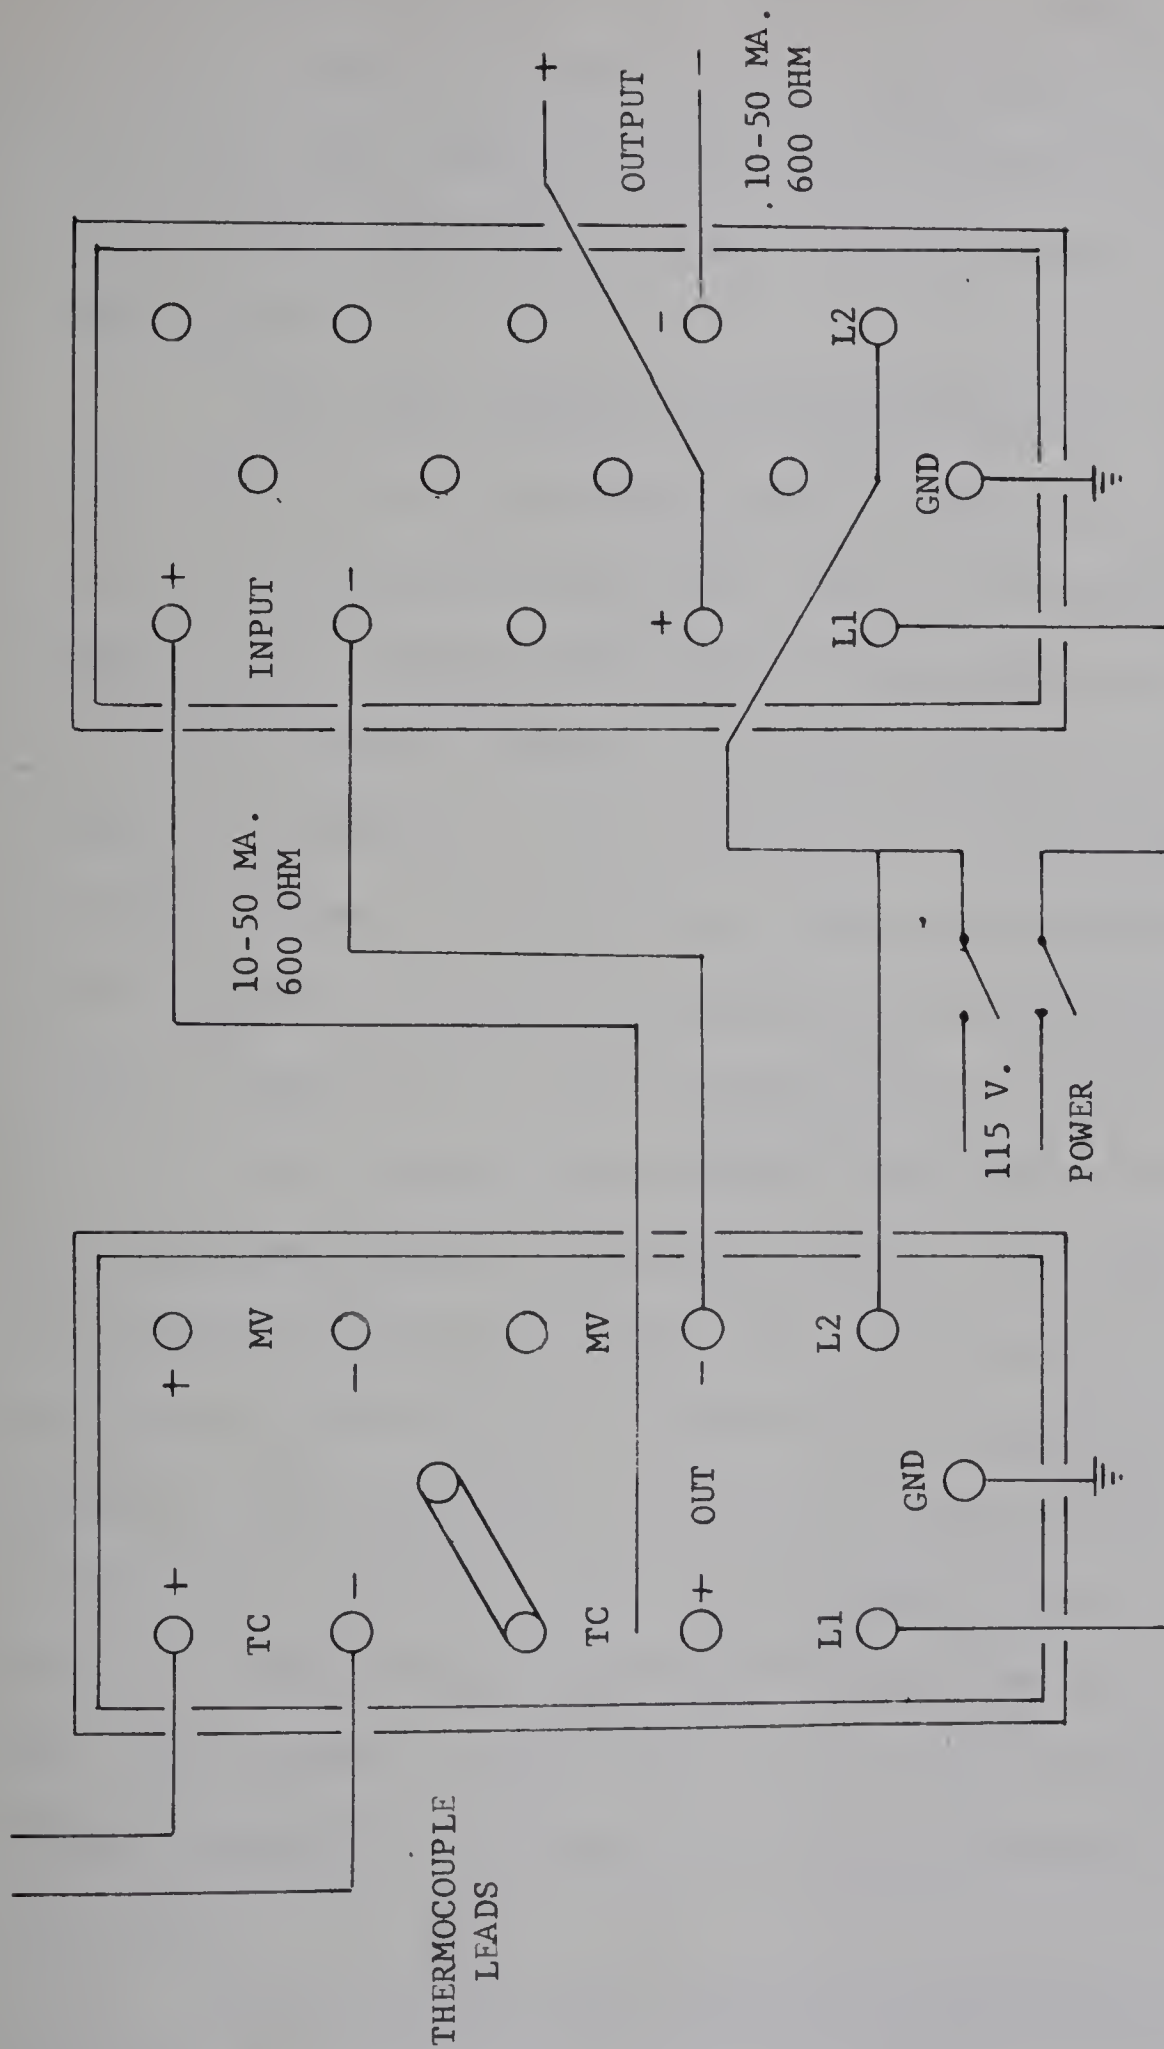 THERMOCOUPLE
LEADS
+
TC
-
TC
+
OUT
-
L1
GND
L2
+
MV
-
MV
10-50 MA.
600 OHM
115 V.
POWER
+
INPUT
-
+
-
L1
GND
L2
+
OUTPUT
-
10-50 MA.
600 OHM